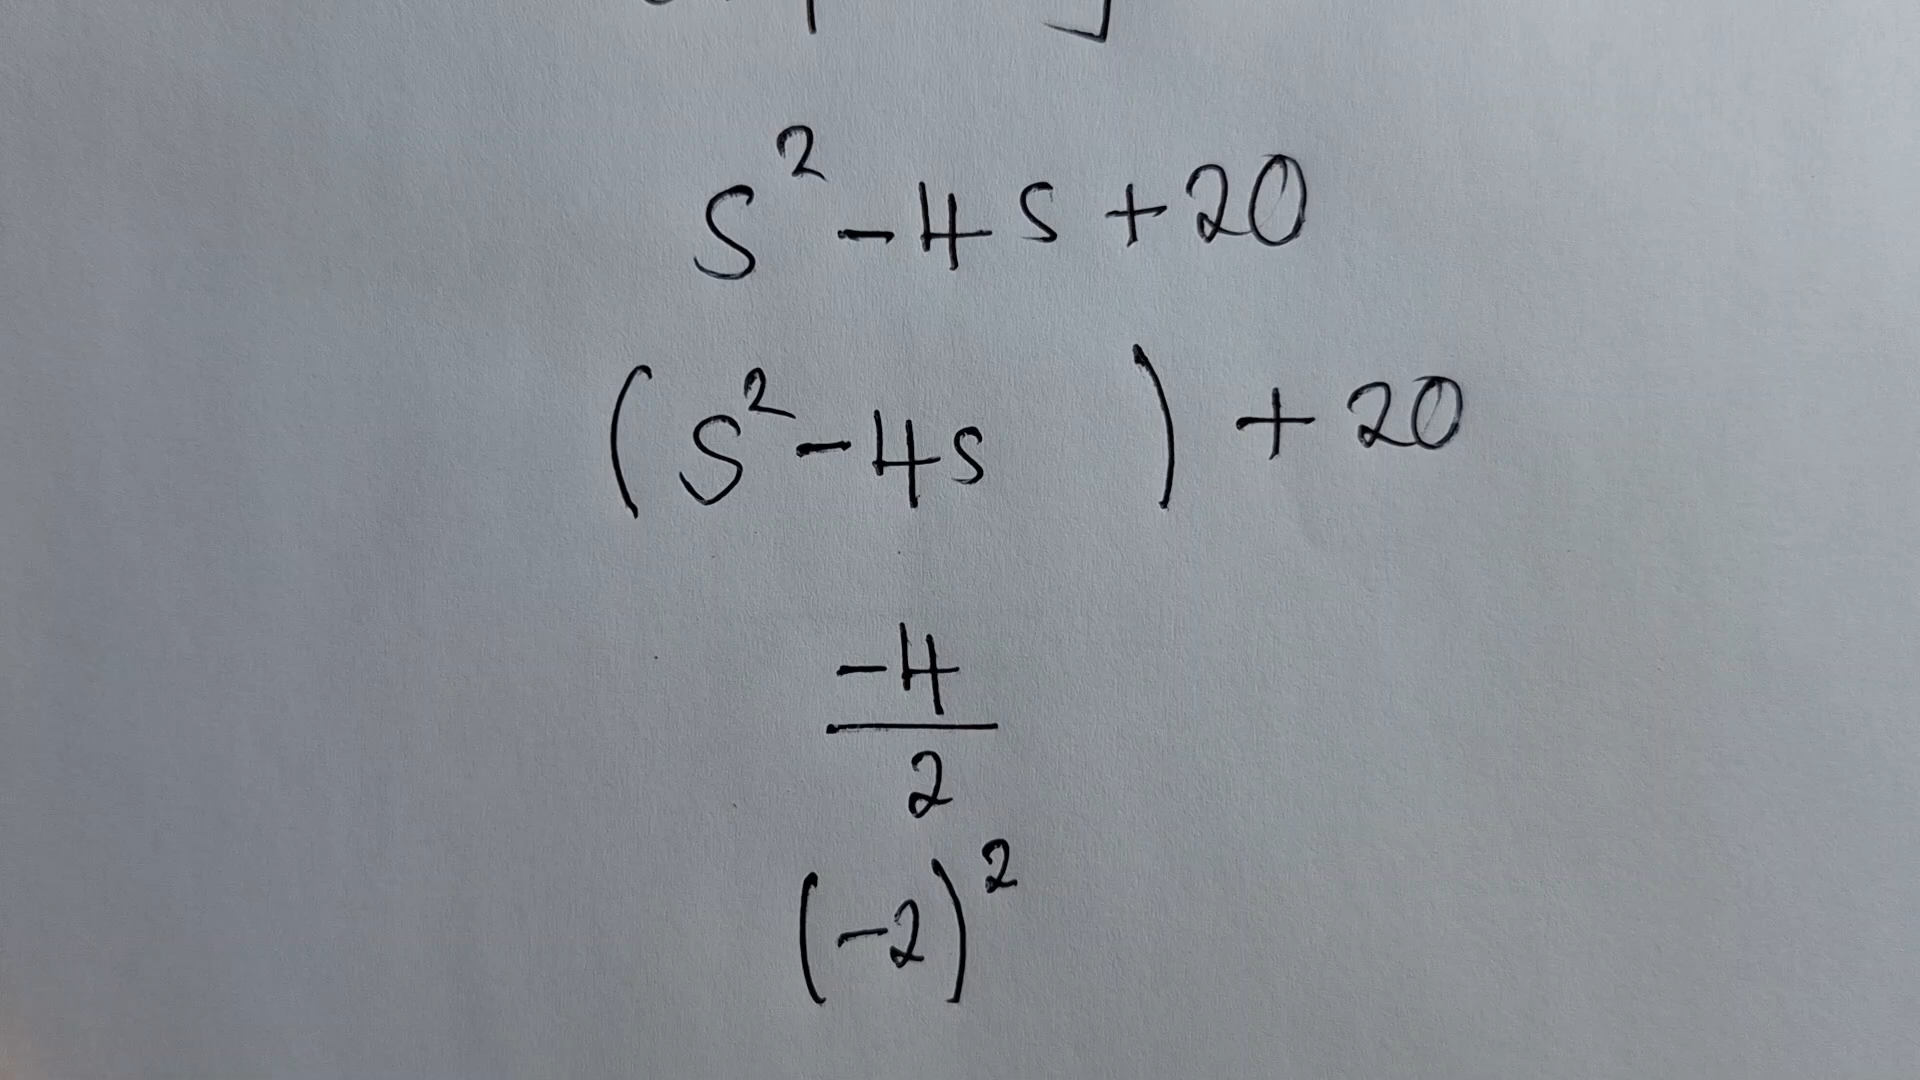 s² - 4s + 20
(s² - 4s ) + 20
-4
2
(-2)²